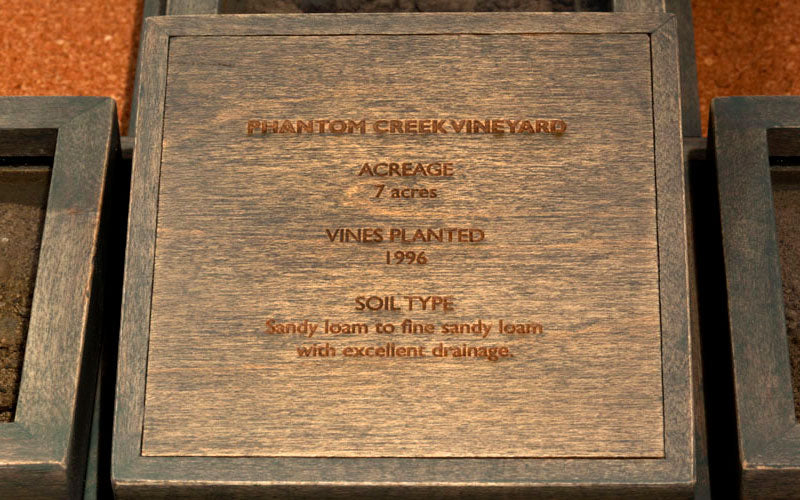 PHANTOM CREEK VINEYARD
ACREAGE
7 acres
VINES PLANTED
1996
SOIL TYPE
Sandy loam to fine sandy loam
with excellent drainage.